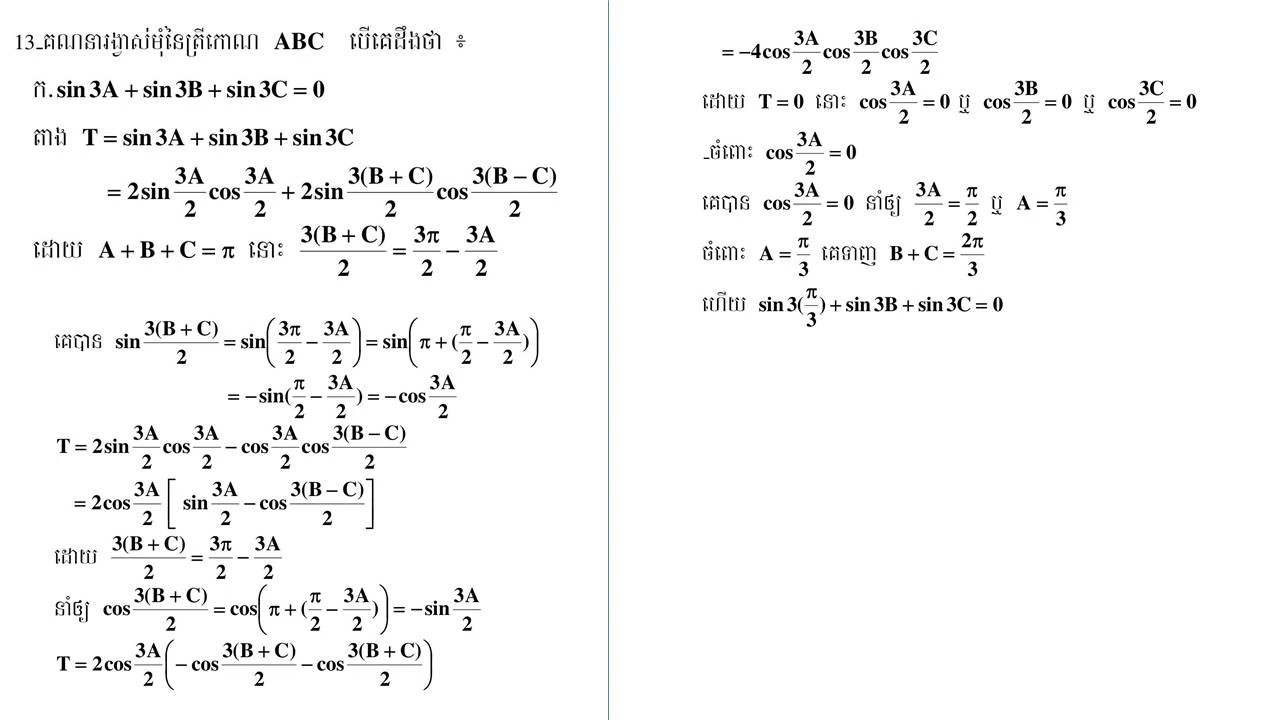 13_គណនារង្វាស់មុំនៃត្រីកោណ ABC បើគេដឹងថា ៖
ក. sin 3A + sin 3B + sin 3C = 0
តាង T = sin 3A + sin 3B + sin 3C
= 2sin 3A/2 cos 3A/2 + 2sin 3(B + C)/2 cos 3(B − C)/2
ដោយ A + B + C = π នោះ 3(B + C)/2 = 3π/2 − 3A/2
គេបាន sin 3(B + C)/2 = sin(3π/2 − 3A/2) = sin(π + (π/2 − 3A/2))
= −sin(π/2 − 3A/2) = −cos 3A/2
T = 2sin 3A/2 cos 3A/2 − cos 3A/2 cos 3(B − C)/2
= 2cos 3A/2 [ sin 3A/2 − cos 3(B − C)/2 ]
ដោយ 3(B + C)/2 = 3π/2 − 3A/2
នាំឲ្យ cos 3(B + C)/2 = cos(π + (π/2 − 3A/2)) = −sin 3A/2
T = 2cos 3A/2 (−cos 3(B + C)/2 − cos 3(B + C)/2)
= −4cos 3A/2 cos 3B/2 cos 3C/2
ដោយ T = 0 នោះ cos 3A/2 = 0 ឬ cos 3B/2 = 0 ឬ cos 3C/2 = 0
_ចំពោះ cos 3A/2 = 0
គេបាន cos 3A/2 = 0 នាំឲ្យ 3A/2 = π/2 ឬ A = π/3
ចំពោះ A = π/3 គេទាញ B + C = 2π/3
ហើយ sin 3(π/3) + sin 3B + sin 3C = 0